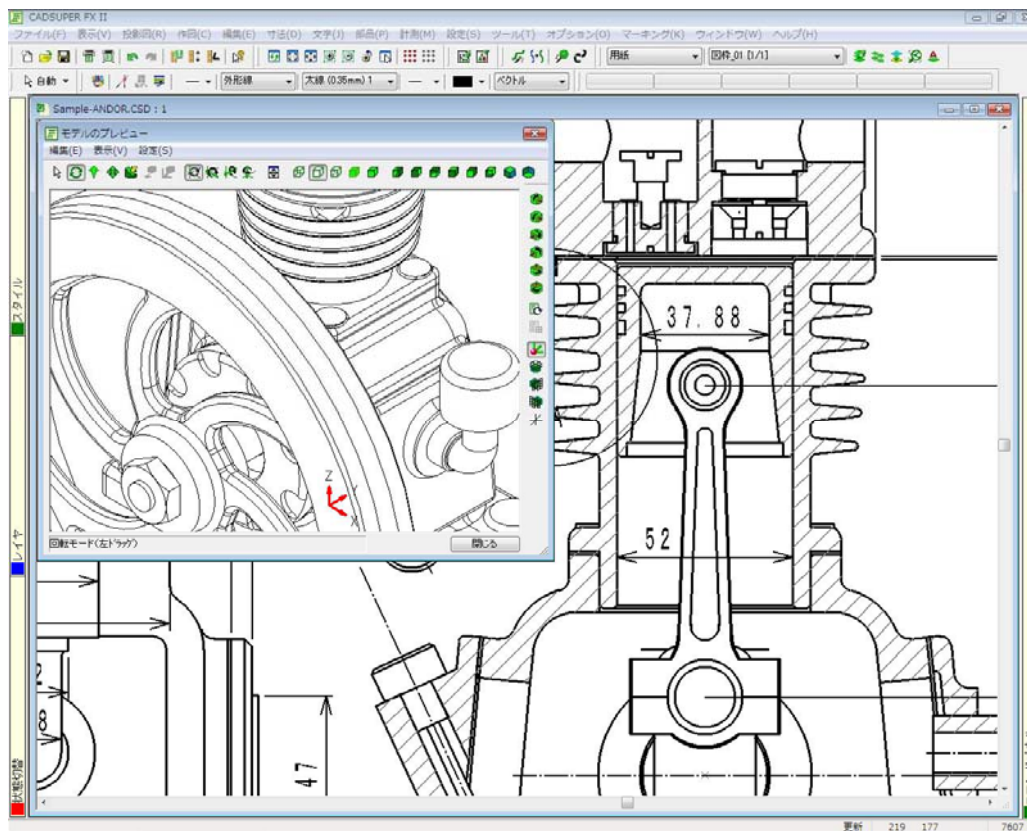 CADSUPER FX II
ファイル(F) 表示(V) 投影図(R) 作図(C) 編集(E) 寸法(D) 文字(J) 部品(P) 計測(M) 設定(S) ツール(T) オプション(O) マーキング(K) ウィンドウ(W) ヘルプ(H)
用紙 図枠_01 [1/1]
自動 外形線 太線 (0.35mm) 1 ベクトル
Sample-ANDOR.CSD : 1
モデルのプレビュー
編集(E) 表示(V) 設定(S)
スタイル
37.88
Z
Y
X
回転モード(左ドラッグ) 閉じる
52
レイヤ
8
47
状態切替
更新 219 177 7607